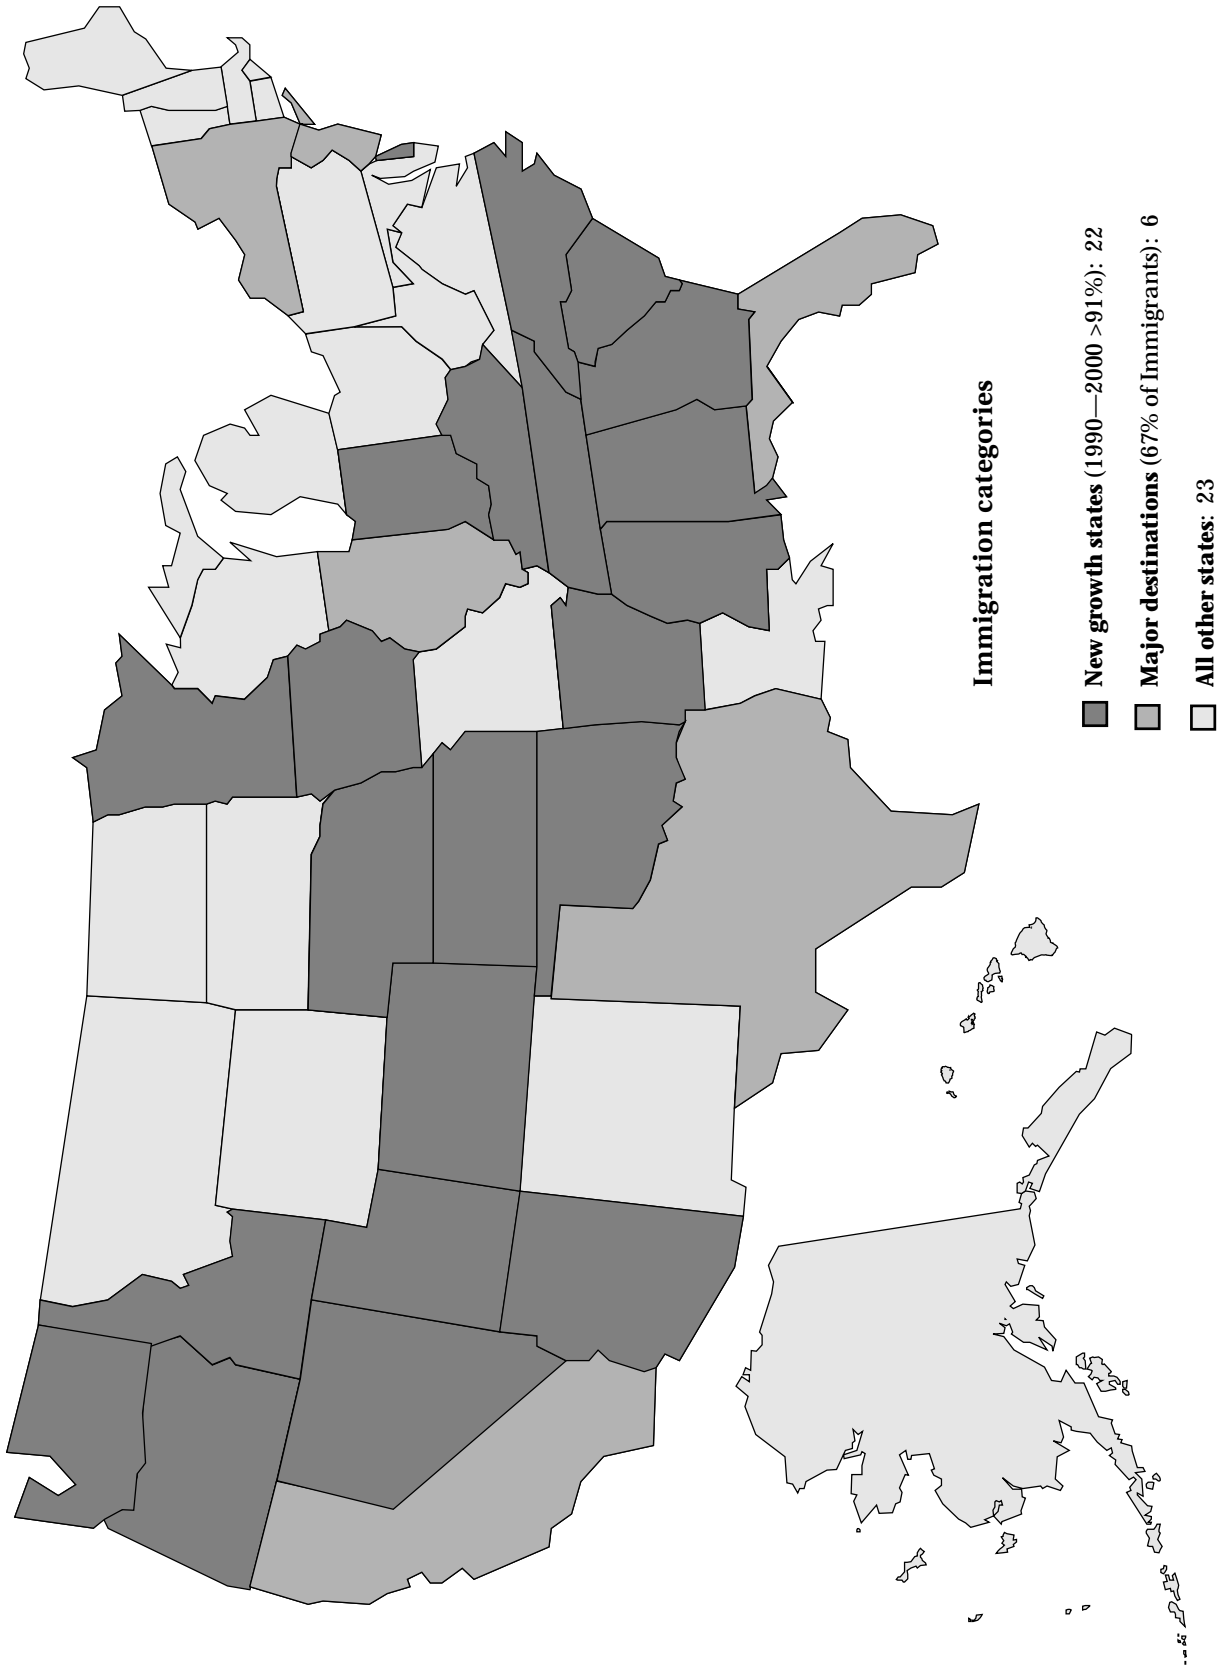 Immigration categories
New growth states (1990—2000 >91%): 22
Major destinations (67% of Immigrants): 6
All other states: 23